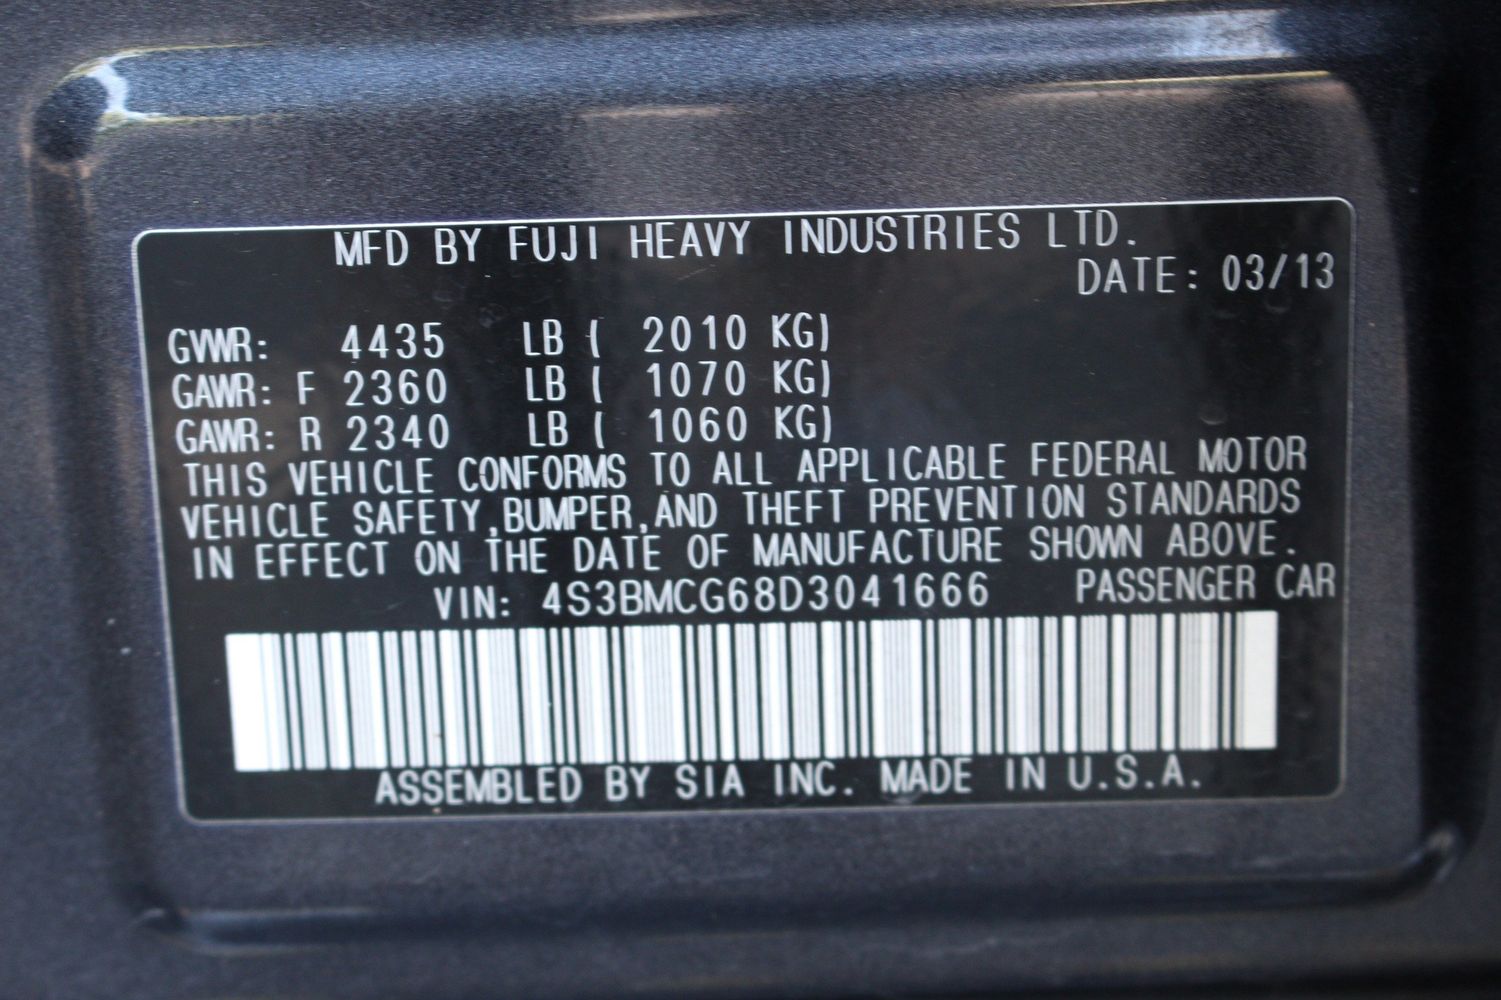 MFD BY FUJI HEAVY INDUSTRIES LTD.
DATE: 03/13
GVWR: 4435 LB ( 2010 KG)
GAWR: F 2360 LB ( 1070 KG)
GAWR: R 2340 LB ( 1060 KG)
THIS VEHICLE CONFORMS TO ALL APPLICABLE FEDERAL MOTOR
VEHICLE SAFETY,BUMPER,AND THEFT PREVENTION STANDARDS
IN EFFECT ON THE DATE OF MANUFACTURE SHOWN ABOVE.
VIN: 4S3BMCG68D3041666 PASSENGER CAR
ASSEMBLED BY SIA INC. MADE IN U.S.A.